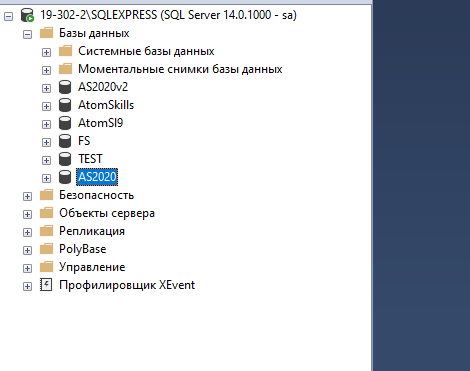 19-302-2\SQLEXPRESS (SQL Server 14.0.1000 - sa)
Базы данных
Системные базы данных
Моментальные снимки базы данных
AS2020v2
AtomSkills
AtomSl9
FS
TEST
AS2020
Безопасность
Объекты сервера
Репликация
PolyBase
Управление
Профилировщик XEvent